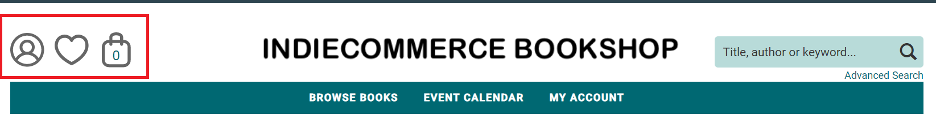 0
INDIECOMMERCE BOOKSHOP
Title, author or keyword...
Advanced Search
BROWSE BOOKS EVENT CALENDAR MY ACCOUNT